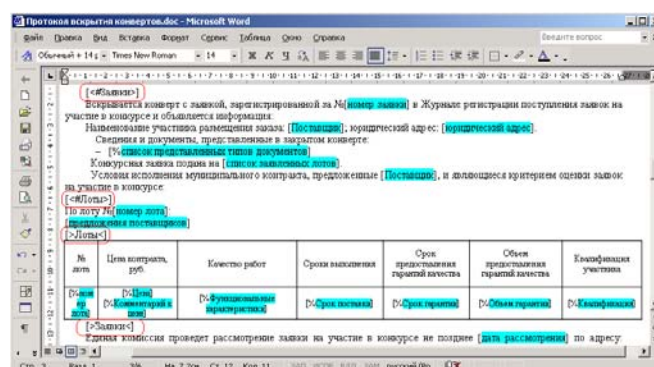 Протокол вскрытия конвертов.doc - Microsoft Word
Файл Правка Вид Вставка Формат Сервис Таблица Окно Справка Введите вопрос
Обычный + 14 g Times New Roman 14 Ж К Ч
[<#Заявки>]
Вскрывается конверт с заявкой, зарегистрированной за №[номер заявки] в Журнале регистрации поступления заявок на
участие в конкурсе и объявляется информация:
Наименование участника размещения заказа: [Поставщик]; юридический адрес: [юридический адрес].
Сведения и документы, представленные в закрытом конверте:
– [%список представленных типов документов]
Конкурсная заявка подана на [список заявленных лотов].
Условия исполнения муниципального контракта, предложенные [Поставщик], и являющиеся критерием оценки заявок
на участие в конкурсе:
[<#Лоты>]
По лоту №[номер лота]:
[предложения поставщиков]
[>Лоты<]
№ лота Цена контракта, руб. Качество работ Сроки выполнения Срок предоставления гарантий качества Объем предоставления гарантий качества Квалификация участника
[%номер лота] [%Цена] [%Комментарий к цене] [%Функциональные характеристики] [%Срок поставки] [%Срок гарантии] [%Объем гарантии] [%Квалификация]
[>Заявки<]
Единая комиссия проведет рассмотрение заявки на участие в конкурсе не позднее [дата рассмотрения] по адресу